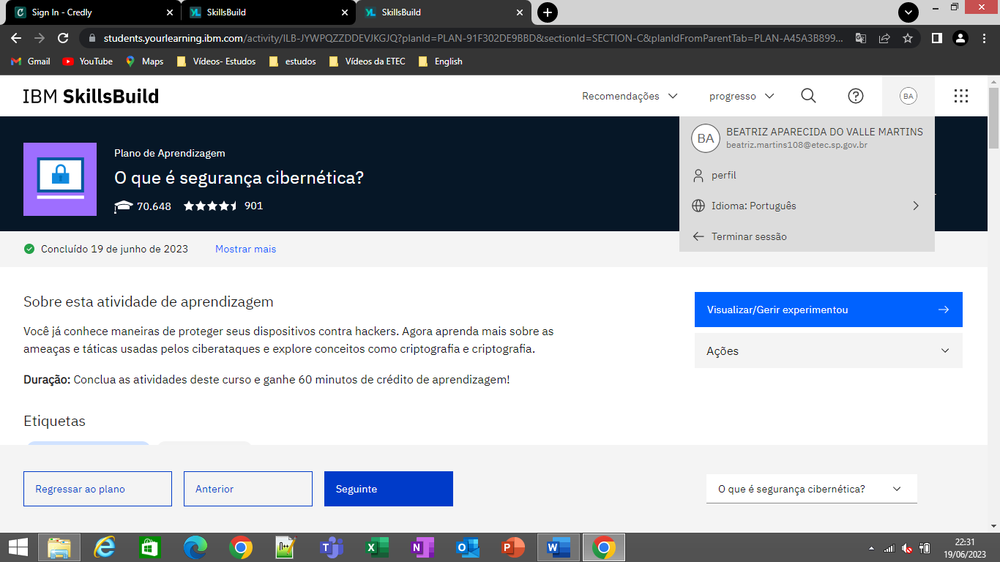 Sign In - Credly
SkillsBuild
SkillsBuild
students.yourlearning.ibm.com/activity/ILB-JYWPQZZDDEVJKGJQ?planId=PLAN-91F302DE9BBD&sectionId=SECTION-C&planIdFromParentTab=PLAN-A45A3B899...
Gmail YouTube Maps Vídeos- Estudos estudos Vídeos da ETEC English
IBM SkillsBuild Recomendações progresso BA
BA BEATRIZ APARECIDA DO VALLE MARTINS
beatriz.martins108@etec.sp.gov.br
perfil
Idioma: Português
Terminar sessão
Plano de Aprendizagem
O que é segurança cibernética?
70.648 901
Concluído 19 de junho de 2023 Mostrar mais
Sobre esta atividade de aprendizagem
Você já conhece maneiras de proteger seus dispositivos contra hackers. Agora aprenda mais sobre as
ameaças e táticas usadas pelos ciberataques e explore conceitos como criptografia e criptografia.
Duração: Conclua as atividades deste curso e ganhe 60 minutos de crédito de aprendizagem!
Visualizar/Gerir experimentou
Ações
Etiquetas
Regressar ao plano Anterior Seguinte O que é segurança cibernética?
22:31
19/06/2023